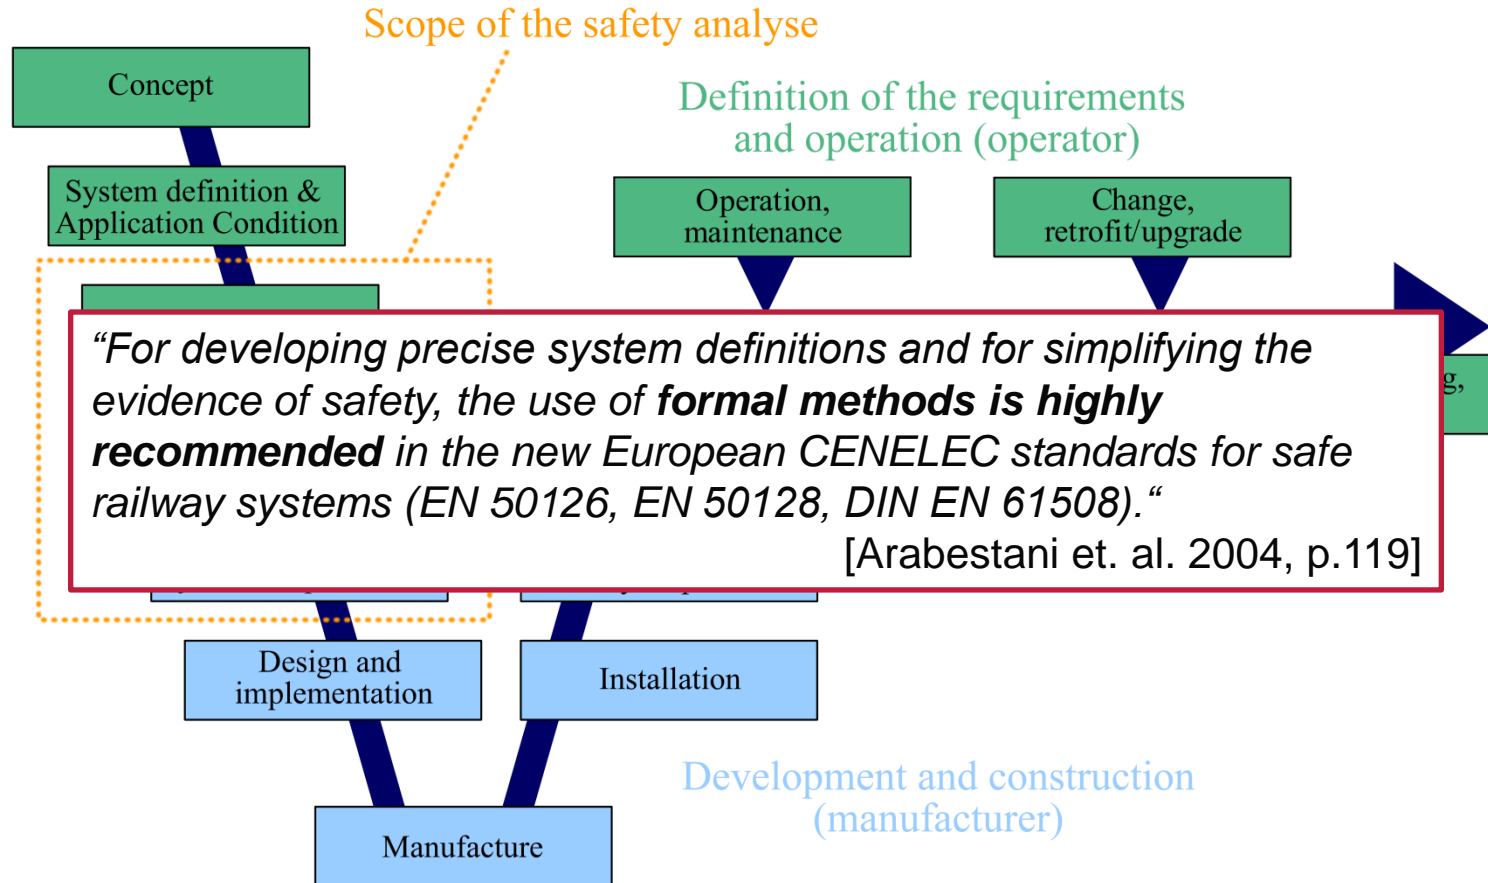 Scope of the safety analyse
Concept
Definition of the requirements
and operation (operator)
System definition &
Application Condition
Operation,
maintenance
Change,
retrofit/upgrade
“For developing precise system definitions and for simplifying the
evidence of safety, the use of formal methods is highly
recommended in the new European CENELEC standards for safe
railway systems (EN 50126, EN 50128, DIN EN 61508).“
[Arabestani et. al. 2004, p.119]
g,
Design and
implementation
Installation
Development and construction
(manufacturer)
Manufacture